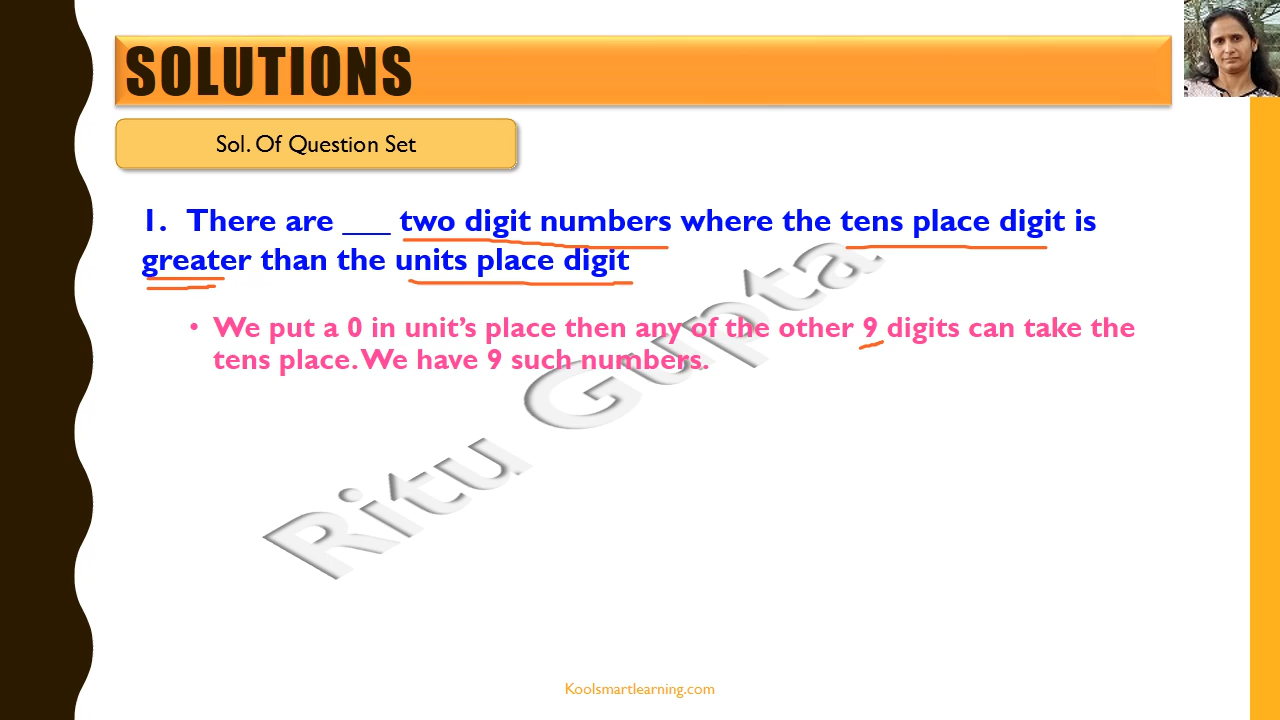 SOLUTIONS
Sol. Of Question Set
1. There are ___ two digit numbers where the tens place digit is
greater than the units place digit
• We put a 0 in unit's place then any of the other 9 digits can take the
tens place. We have 9 such numbers.
Ritu Gupta
Koolsmartlearning.com